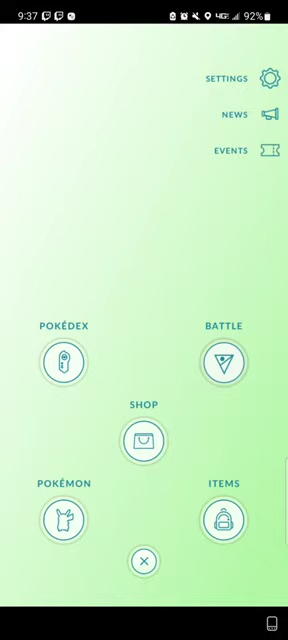 9:37
92%
SETTINGS
NEWS
EVENTS
POKÉDEX
BATTLE
SHOP
POKÉMON
ITEMS